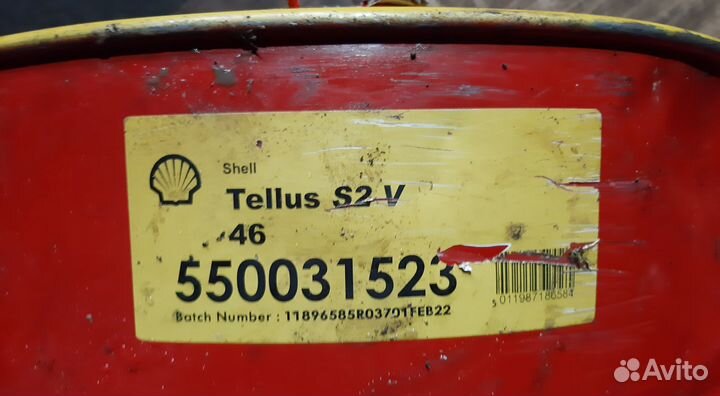 Shell
Tellus S2 V
46
550031523
Batch Number : 11896585R03701FEB22
5 011987186584
Avito